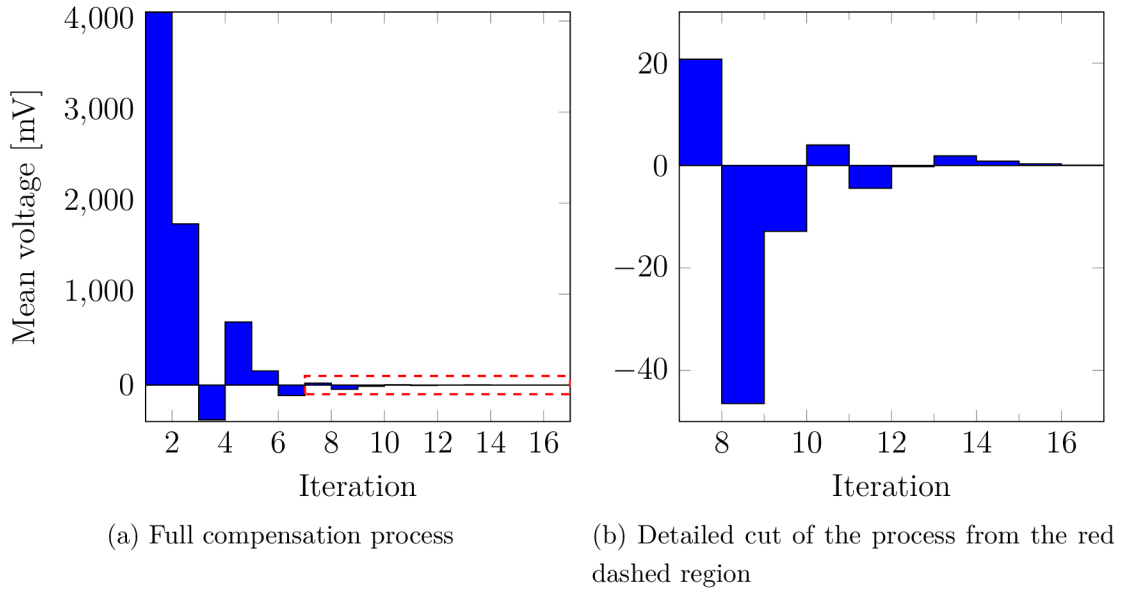 4,000
3,000
2,000
1,000
0
Mean voltage [mV]
2 4 6 8 10 12 14 16
Iteration
(a) Full compensation process
20
0
−20
−40
8 10 12 14 16
Iteration
(b) Detailed cut of the process from the red
dashed region